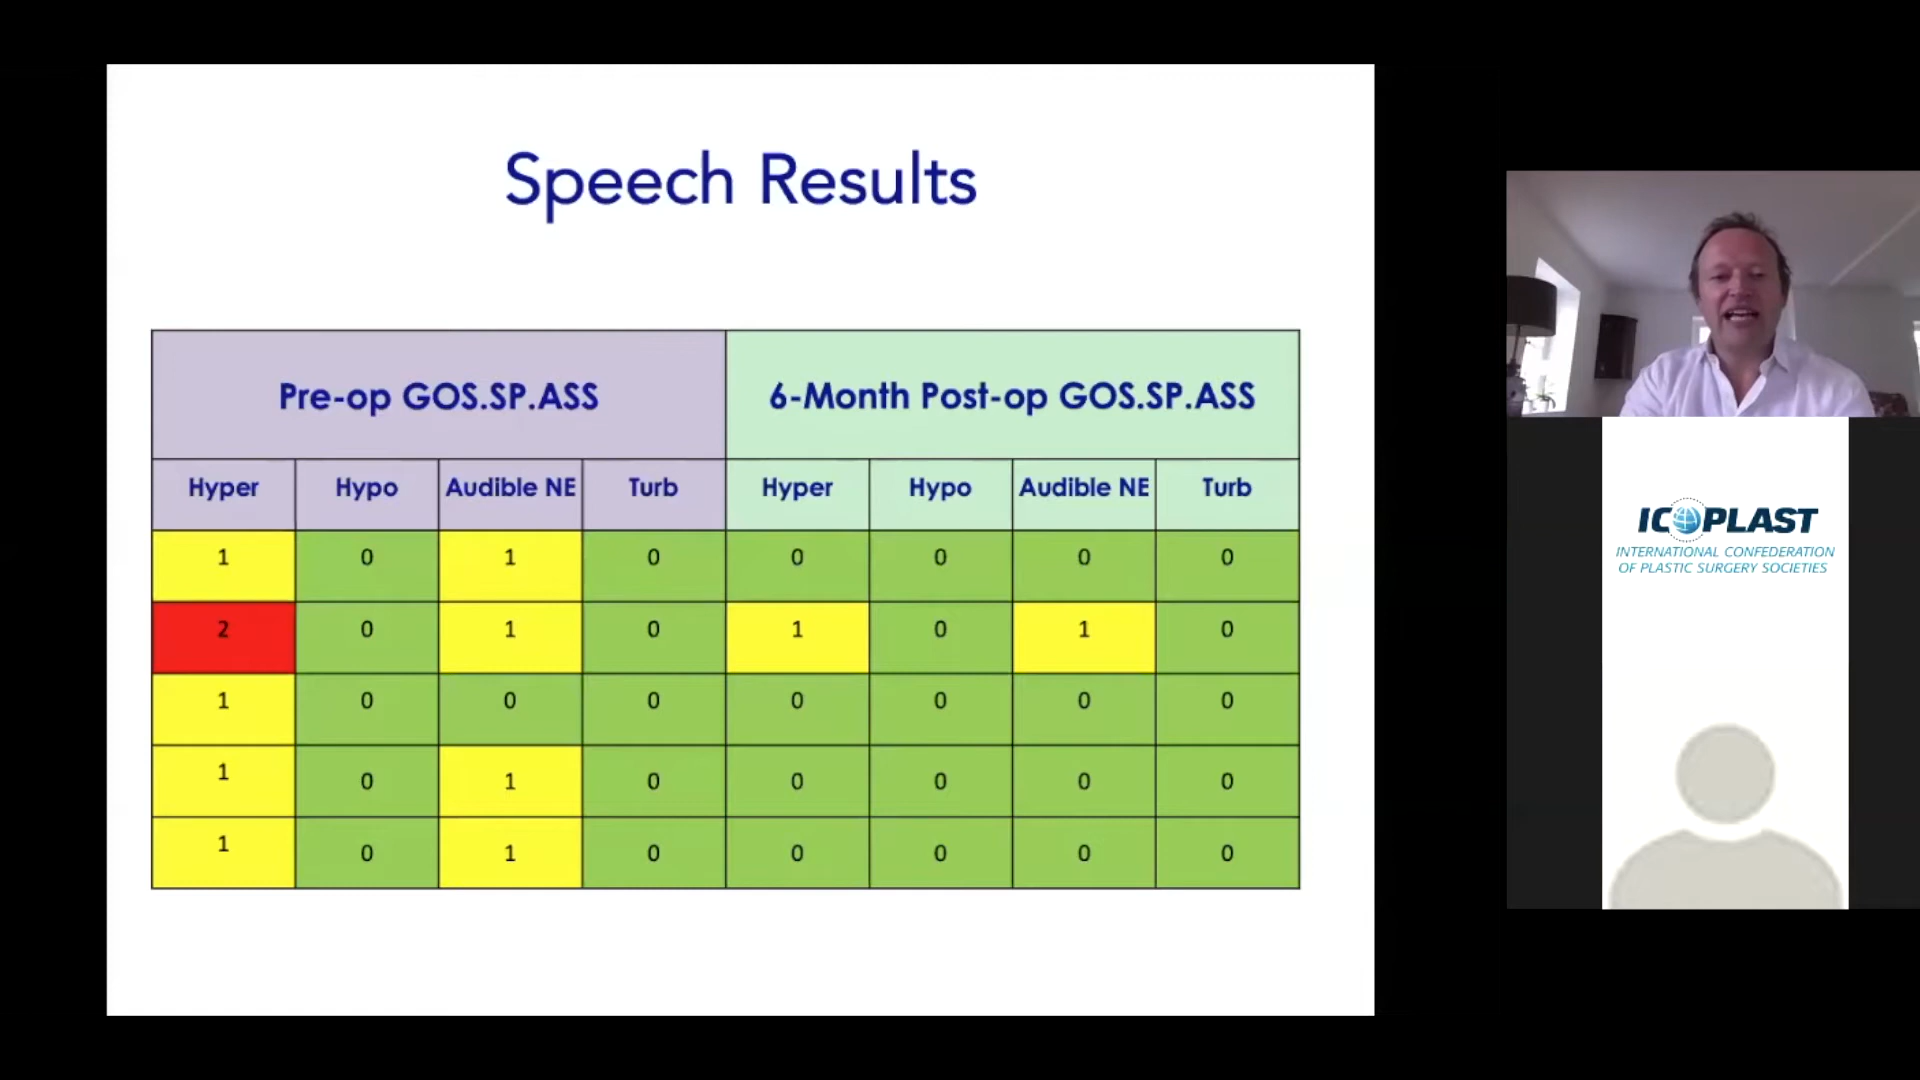 Speech Results
Pre-op GOS.SP.ASS 6-Month Post-op GOS.SP.ASS
Hyper Hypo Audible NE Turb Hyper Hypo Audible NE Turb
1 0 1 0 0 0 0 0
2 0 1 0 1 0 1 0
1 0 0 0 0 0 0 0
1 0 1 0 0 0 0 0
1 0 1 0 0 0 0 0
ICOPLAST
INTERNATIONAL CONFEDERATION
OF PLASTIC SURGERY SOCIETIES